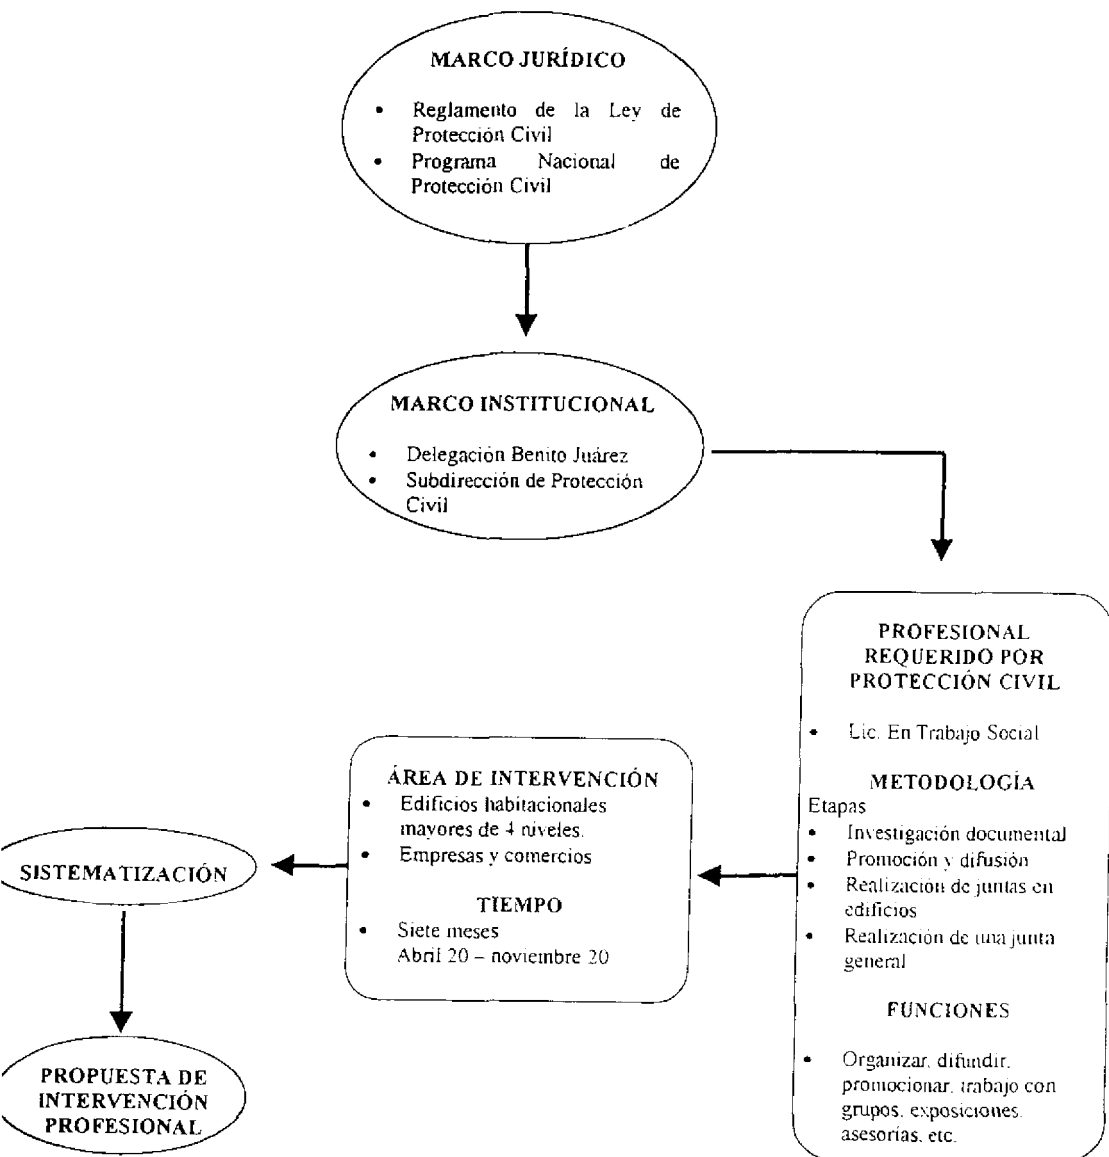 MARCO JURÍDICO
• Reglamento de la Ley de
Protección Civil
• Programa Nacional de
Protección Civil
MARCO INSTITUCIONAL
• Delegación Benito Juárez
• Subdirección de Protección
Civil
PROFESIONAL
REQUERIDO POR
PROTECCIÓN CIVIL
• Lic. En Trabajo Social
METODOLOGÍA
Etapas
• Investigación documental
• Promoción y difusión
• Realización de juntas en
edificios
• Realización de una junta
general
FUNCIONES
• Organizar, difundir,
promocionar, trabajo con
grupos, exposiciones,
asesorías, etc.
ÁREA DE INTERVENCIÓN
• Edificios habitacionales
mayores de 4 niveles.
• Empresas y comercios
TIEMPO
• Siete meses
Abril 20 – noviembre 20
SISTEMATIZACIÓN
PROPUESTA DE
INTERVENCIÓN
PROFESIONAL